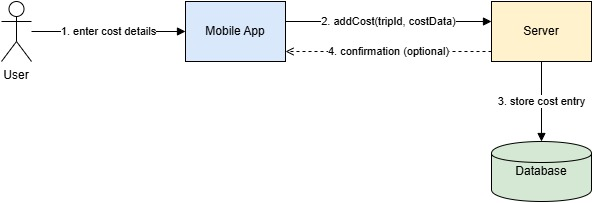 1. enter cost details
User
Mobile App
2. addCost(tripId, costData)
4. confirmation (optional)
Server
3. store cost entry
Database